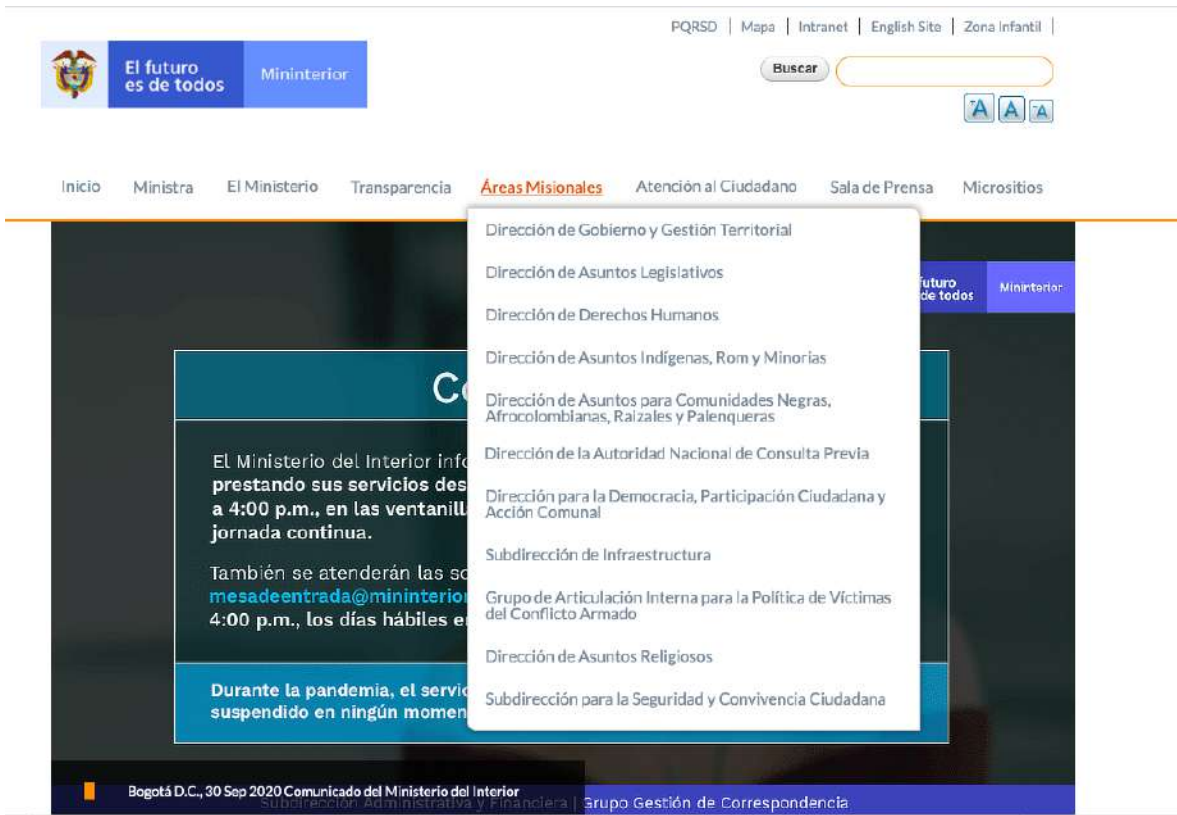 PQRSD | Mapa | Intranet | English Site | Zona Infantil |
El futuro
es de todos
Mininterior
Buscar
A A A
Inicio Ministra El Ministerio Transparencia Áreas Misionales Atención al Ciudadano Sala de Prensa Micrositios
Dirección de Gobierno y Gestión Territorial
Dirección de Asuntos Legislativos
Dirección de Derechos Humanos
Dirección de Asuntos Indígenas, Rom y Minorias
Dirección de Asuntos para Comunidades Negras,
Afrocolombianas, Raizales y Palenqueras
Dirección de la Autoridad Nacional de Consulta Previa
Dirección para la Democracia, Participación Ciudadana y
Acción Comunal
Subdirección de Infraestructura
Grupo de Articulación Interna para la Política de Víctimas
del Conflicto Armado
Dirección de Asuntos Religiosos
Subdirección para la Seguridad y Convivencia Ciudadana
futuro
de todos
Mininterior
El Ministerio del Interior
prestando sus servicios
a 4:00 p.m., en las
jornada continua.
También se atenderán las
mesadeentrada@mininterior
4:00 p.m., los días hábiles
Durante la pandemia, el
suspendido en ningún
Bogotá D.C., 30 Sep 2020 Comunicado del Ministerio del Interior
Subdirección Administrativa y Financiera | Grupo Gestión de Correspondencia